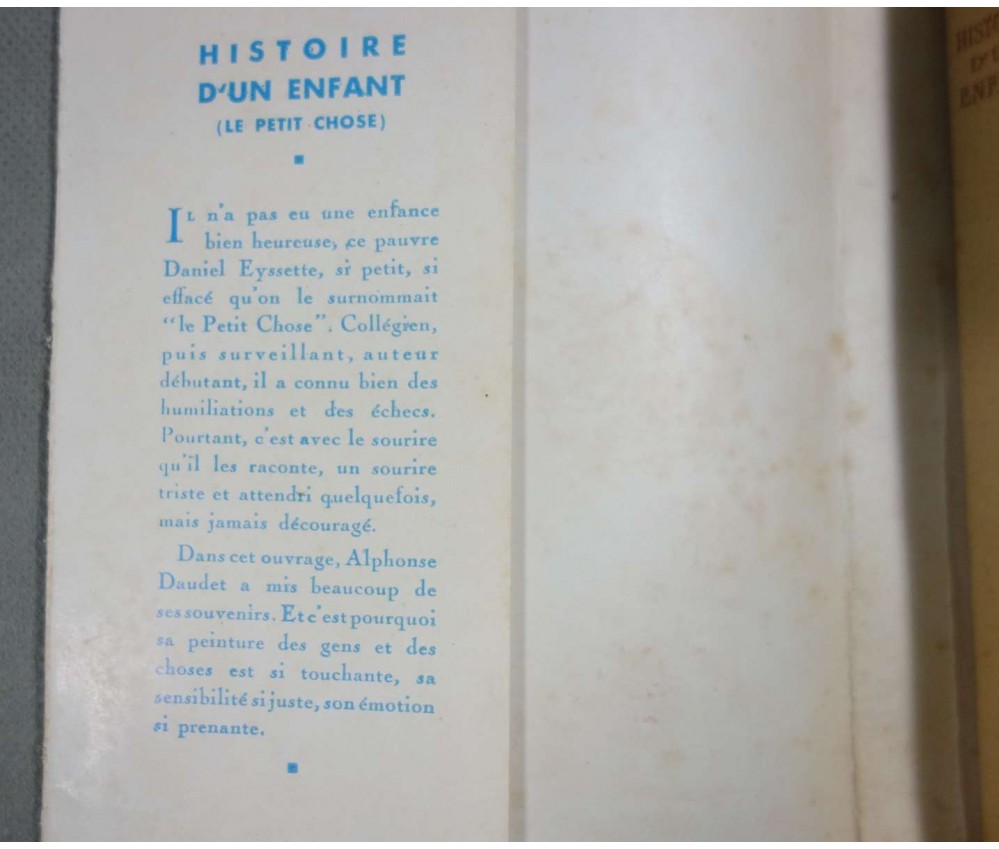 HISTOIRE
D'UN ENFANT
(LE PETIT CHOSE)
IL n'a pas eu une enfance
bien heureuse, ce pauvre
Daniel Eyssette, si petit, si
effacé qu'on le surnommait
"le Petit Chose". Collégien,
puis surveillant, auteur
débutant, il a connu bien des
humiliations et des échecs.
Pourtant, c'est avec le sourire
qu'il les raconte, un sourire
triste et attendri quelquefois,
mais jamais découragé.
Dans cet ouvrage, Alphonse
Daudet a mis beaucoup de
ses souvenirs. Et c'est pourquoi
sa peinture des gens et des
choses est si touchante, sa
sensibilité si juste, son émotion
si prenante.